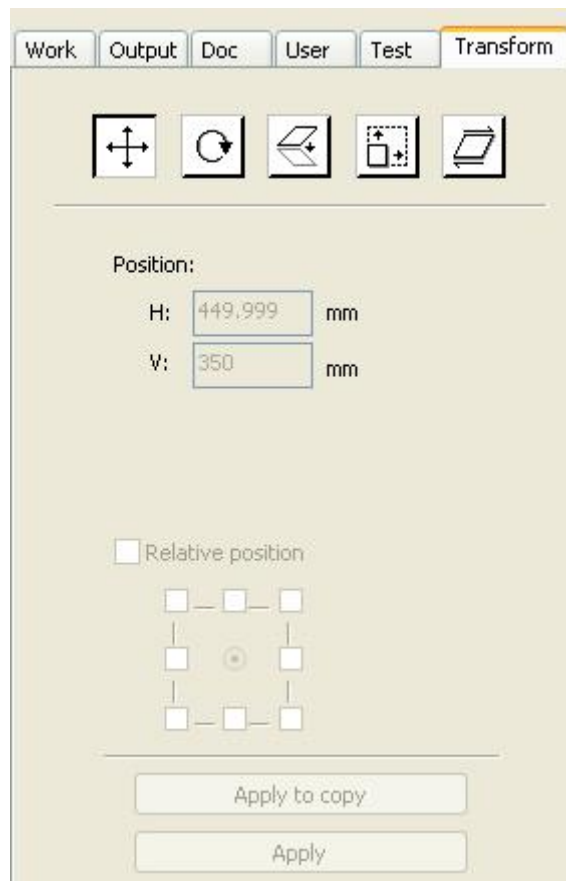 Work Output Doc User Test Transform
Position:
H: 449.999 mm
V: 350 mm
Relative position
Apply to copy
Apply